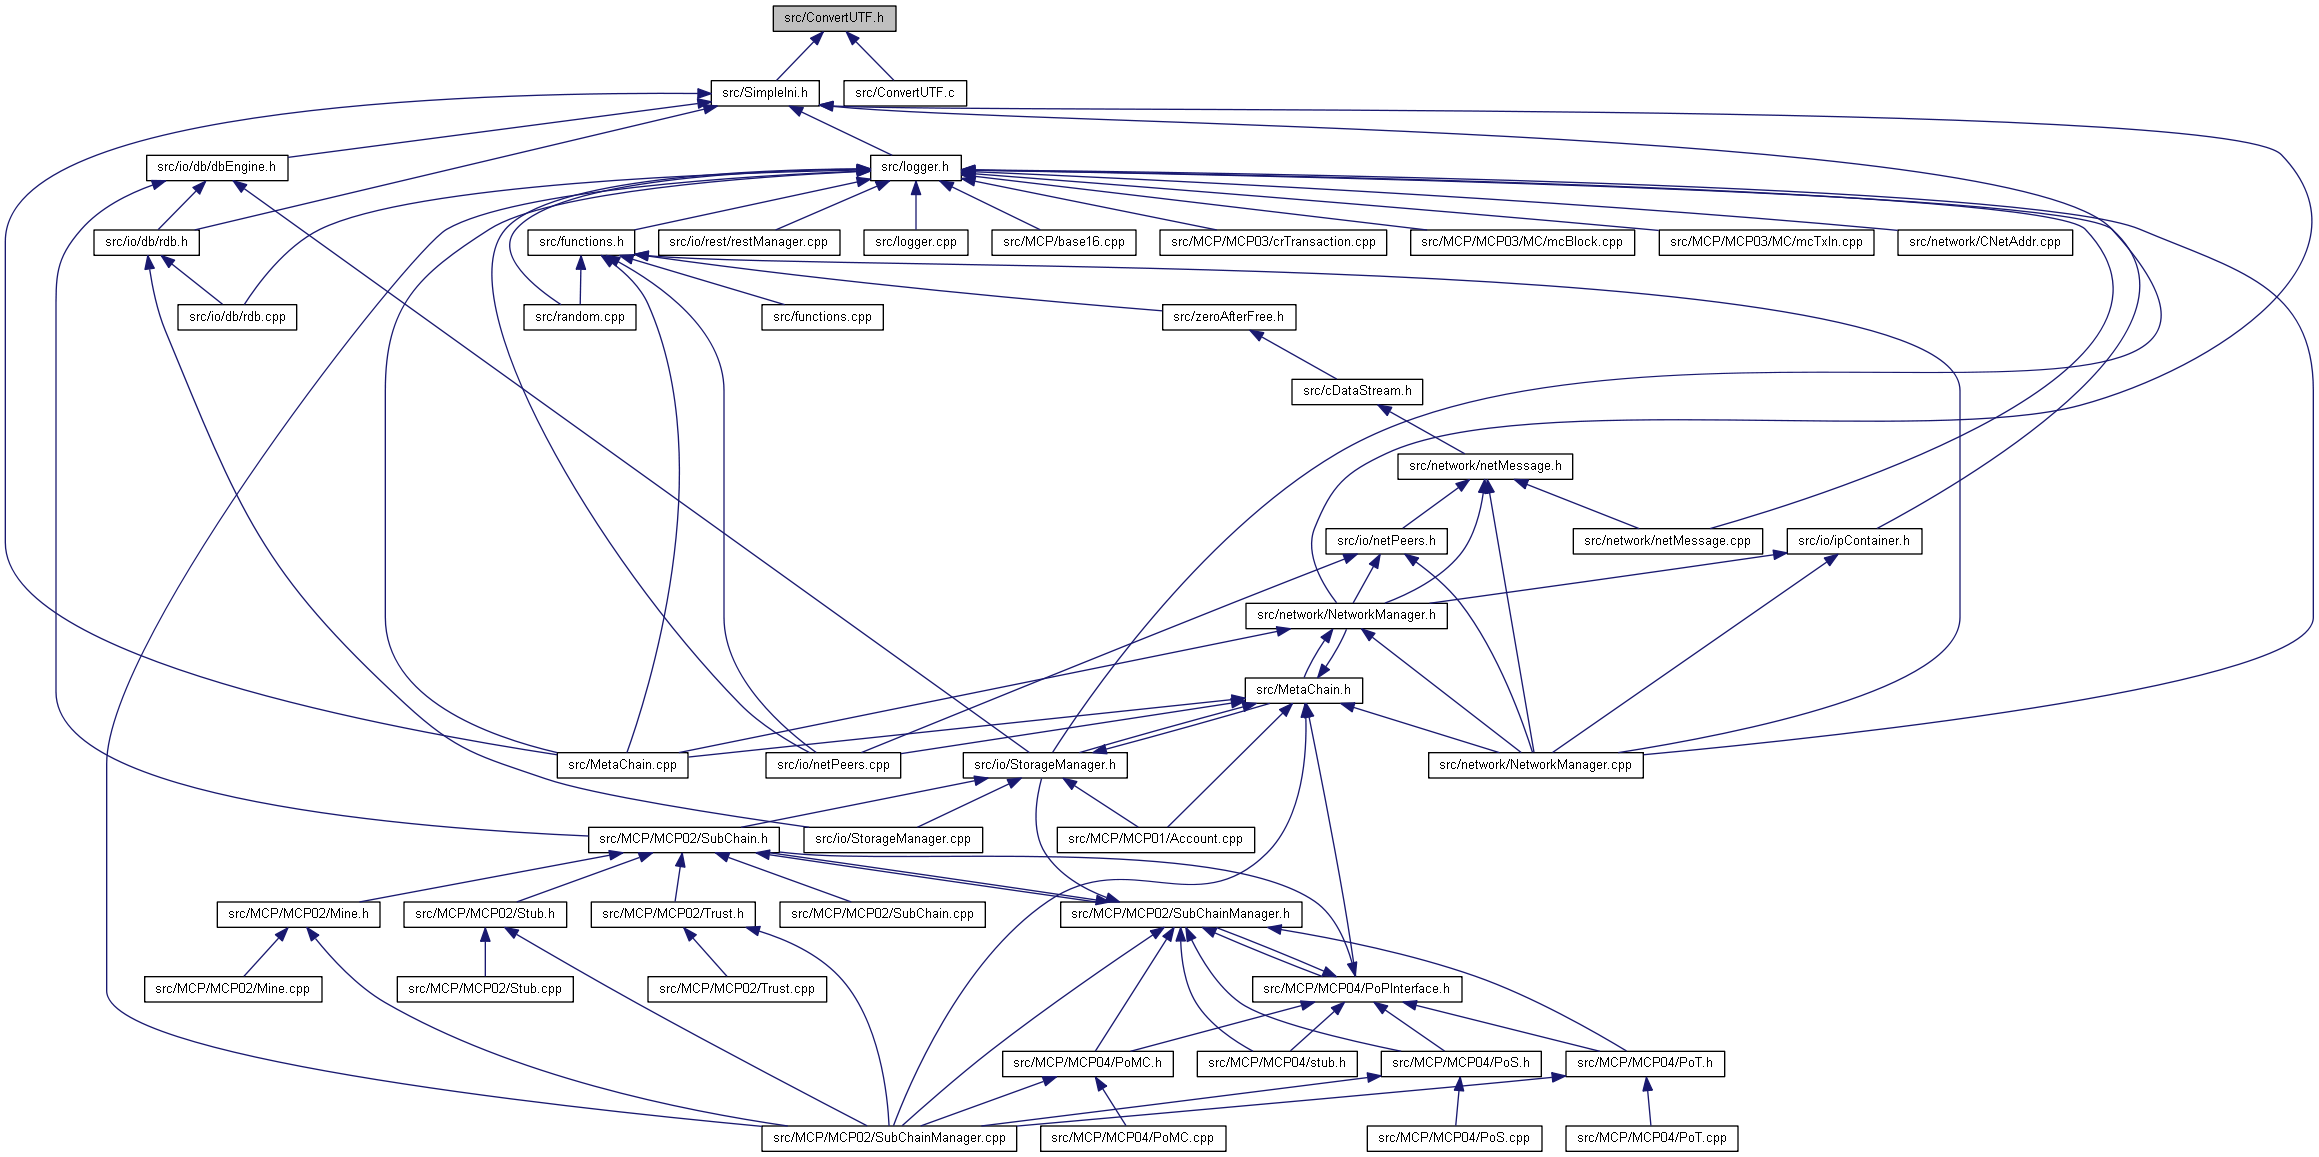 src/ConvertUTF.h
src/SimpleIni.h
src/ConvertUTF.c
src/io/db/dbEngine.h
src/logger.h
src/io/db/rdb.h
src/functions.h
src/io/rest/restManager.cpp
src/logger.cpp
src/MCP/base16.cpp
src/MCP/MCP03/crTransaction.cpp
src/MCP/MCP03/MC/mcBlock.cpp
src/MCP/MCP03/MC/mcTxIn.cpp
src/network/CNetAddr.cpp
src/io/db/rdb.cpp
src/random.cpp
src/functions.cpp
src/zeroAfterFree.h
src/cDataStream.h
src/network/netMessage.h
src/io/netPeers.h
src/network/netMessage.cpp
src/io/ipContainer.h
src/network/NetworkManager.h
src/MetaChain.h
src/MetaChain.cpp
src/io/netPeers.cpp
src/io/StorageManager.h
src/network/NetworkManager.cpp
src/MCP/MCP02/SubChain.h
src/io/StorageManager.cpp
src/MCP/MCP01/Account.cpp
src/MCP/MCP02/Mine.h
src/MCP/MCP02/Stub.h
src/MCP/MCP02/Trust.h
src/MCP/MCP02/SubChain.cpp
src/MCP/MCP02/SubChainManager.h
src/MCP/MCP02/Mine.cpp
src/MCP/MCP02/Stub.cpp
src/MCP/MCP02/Trust.cpp
src/MCP/MCP04/PoPInterface.h
src/MCP/MCP04/PoMC.h
src/MCP/MCP04/stub.h
src/MCP/MCP04/PoS.h
src/MCP/MCP04/PoT.h
src/MCP/MCP02/SubChainManager.cpp
src/MCP/MCP04/PoMC.cpp
src/MCP/MCP04/PoS.cpp
src/MCP/MCP04/PoT.cpp